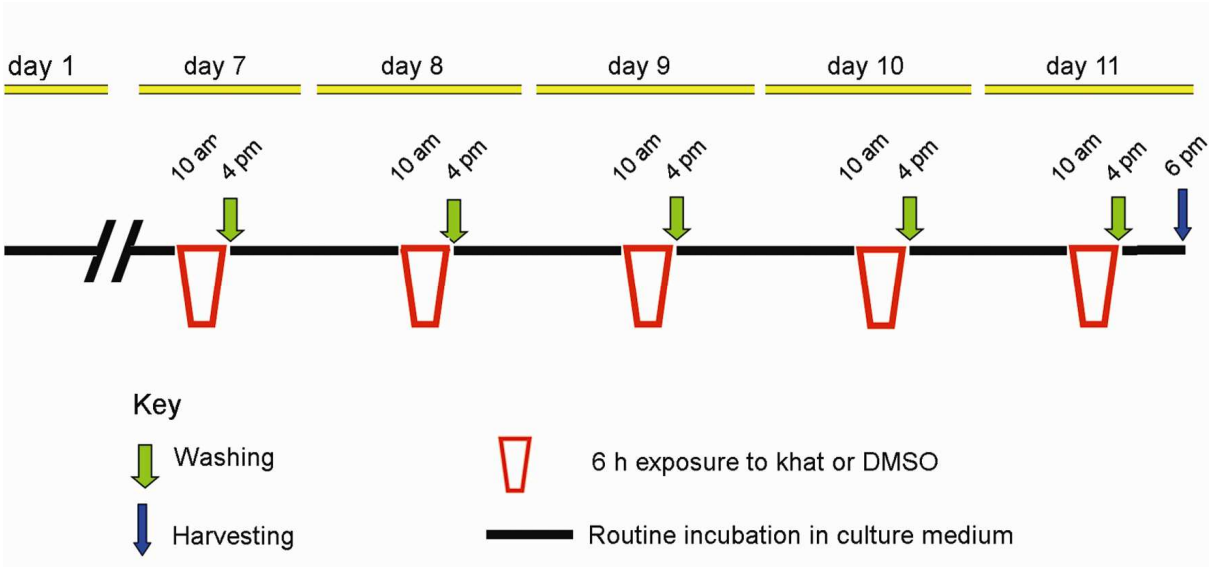 day 1 day 7 day 8 day 9 day 10 day 11
10 am 4 pm 10 am 4 pm 10 am 4 pm 10 am 4 pm 10 am 4 pm 6 pm
Key
Washing
6 h exposure to khat or DMSO
Harvesting
Routine incubation in culture medium